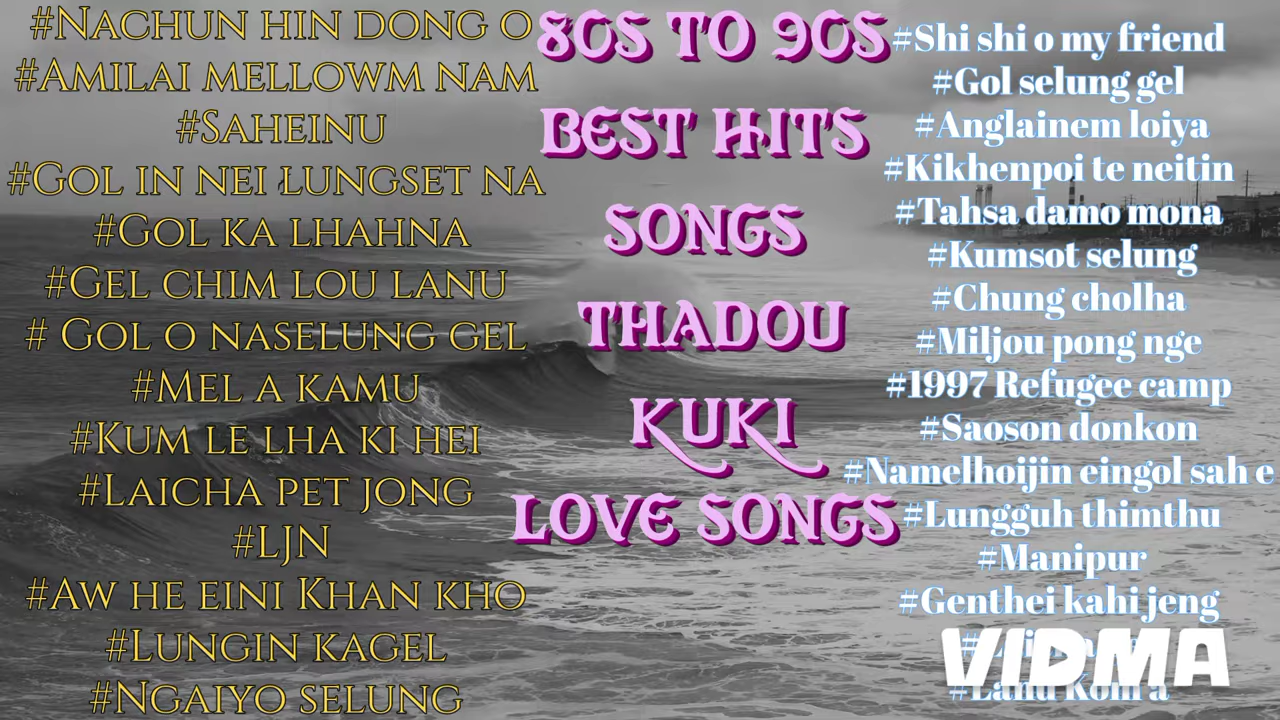 #Nachun hin dong o
#Amilai mellowm nam
#Saheinu
#Gol in nei lungset na
#Gol ka lhahna
#Gel chim lou lanu
# Gol o naselung gel
#Mel a kamu
#Kum le lha ki hei
#Laicha pet jong
#LJN
#Aw he eini Khan kho
#Lungin kagel
#Ngaiyo selung
80s to 90s
Best Hits
Songs
Thadou
Kuki
Love Songs
#Shi shi o my friend
#Gol selung gel
#Anglainem loiya
#Kikhenpoi te neitin
#Tahsa damo mona
#Kumsot selung
#Chung cholha
#Miljou pong nge
#1997 Refugee camp
#Saoson donkon
#Namelhoijin eingol sah e
#Lungguh thimthu
#Manipur
#Genthei kahi jeng
#Lanu Kom a
VIDMA